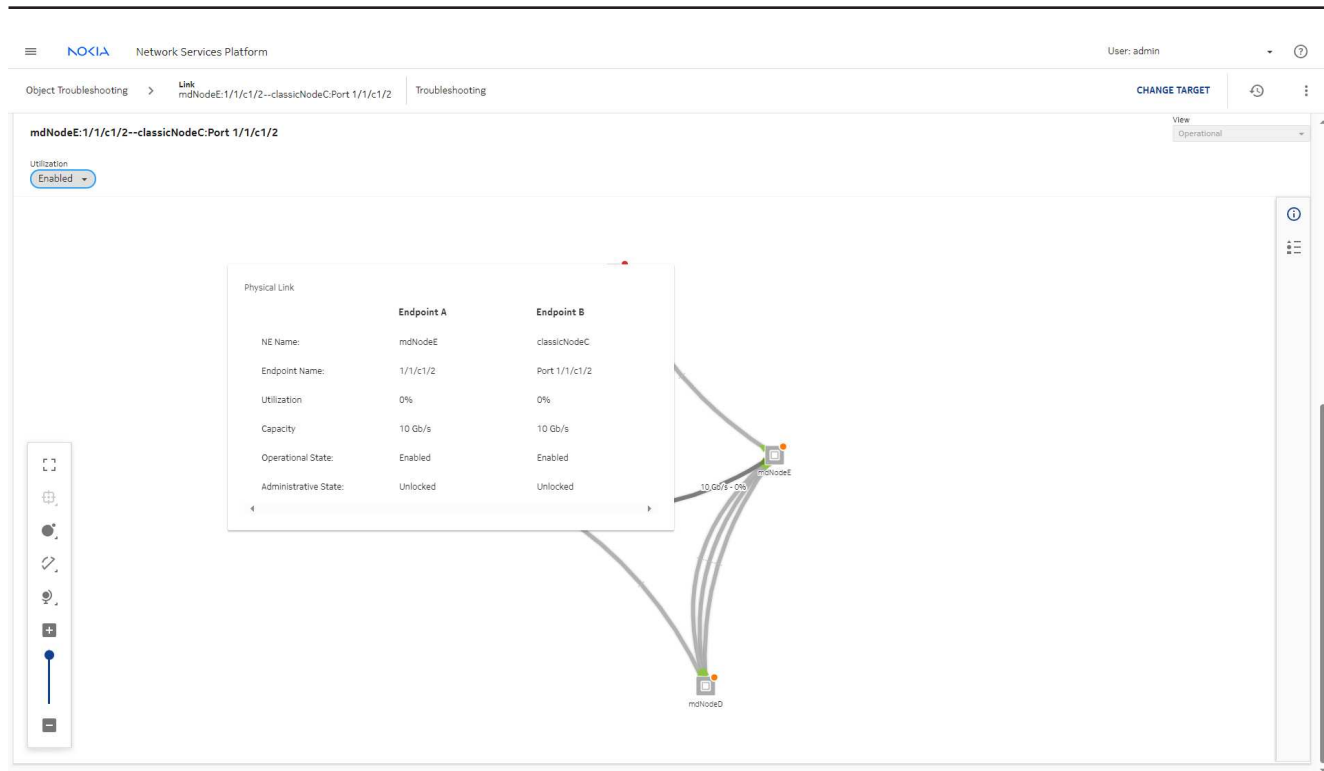 NOKIA Network Services Platform User: admin
Object Troubleshooting > Link Troubleshooting CHANGE TARGET
mdNodeE:1/1/c1/2--classicNodeC:Port 1/1/c1/2
mdNodeE:1/1/c1/2--classicNodeC:Port 1/1/c1/2
View
Operational
Utilization
Enabled
Physical Link
Endpoint A Endpoint B
NE Name: mdNodeE classicNodeC
Endpoint Name: 1/1/c1/2 Port 1/1/c1/2
Utilization 0% 0%
Capacity 10 Gb/s 10 Gb/s
Operational State: Enabled Enabled
Administrative State: Unlocked Unlocked
mdNodeE
10 Gb/s - 0%
mdNodeD